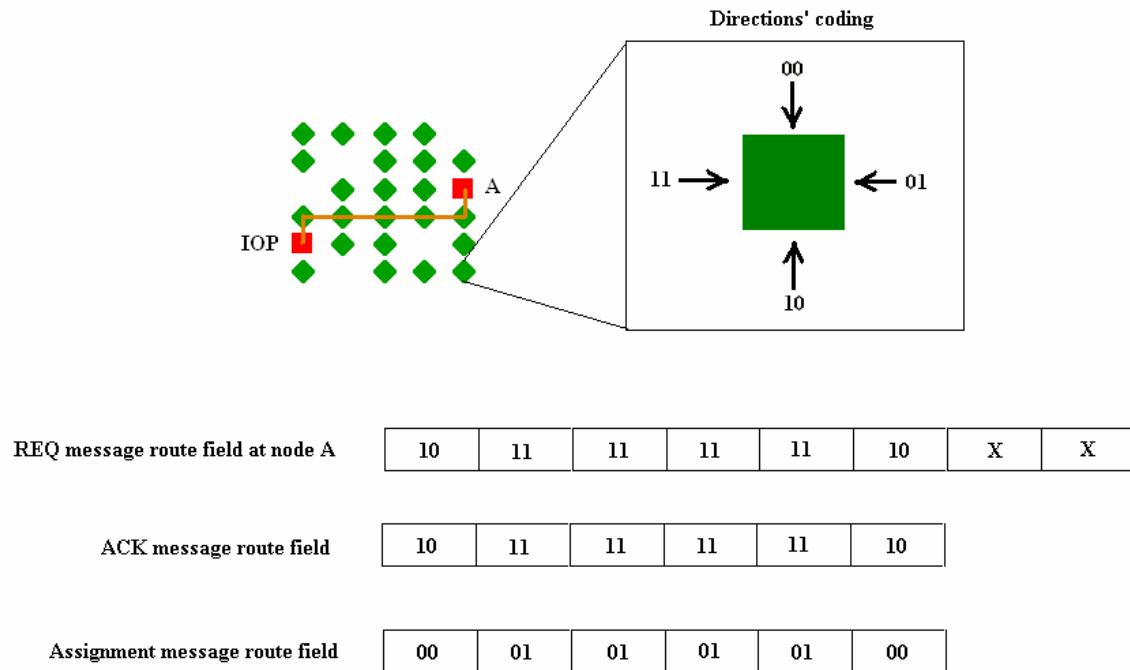 Directions' coding
00
11
01
10
A
IOP
REQ message route field at node A 10 11 11 11 11 10 X X
ACK message route field 10 11 11 11 11 10
Assignment message route field 00 01 01 01 01 00